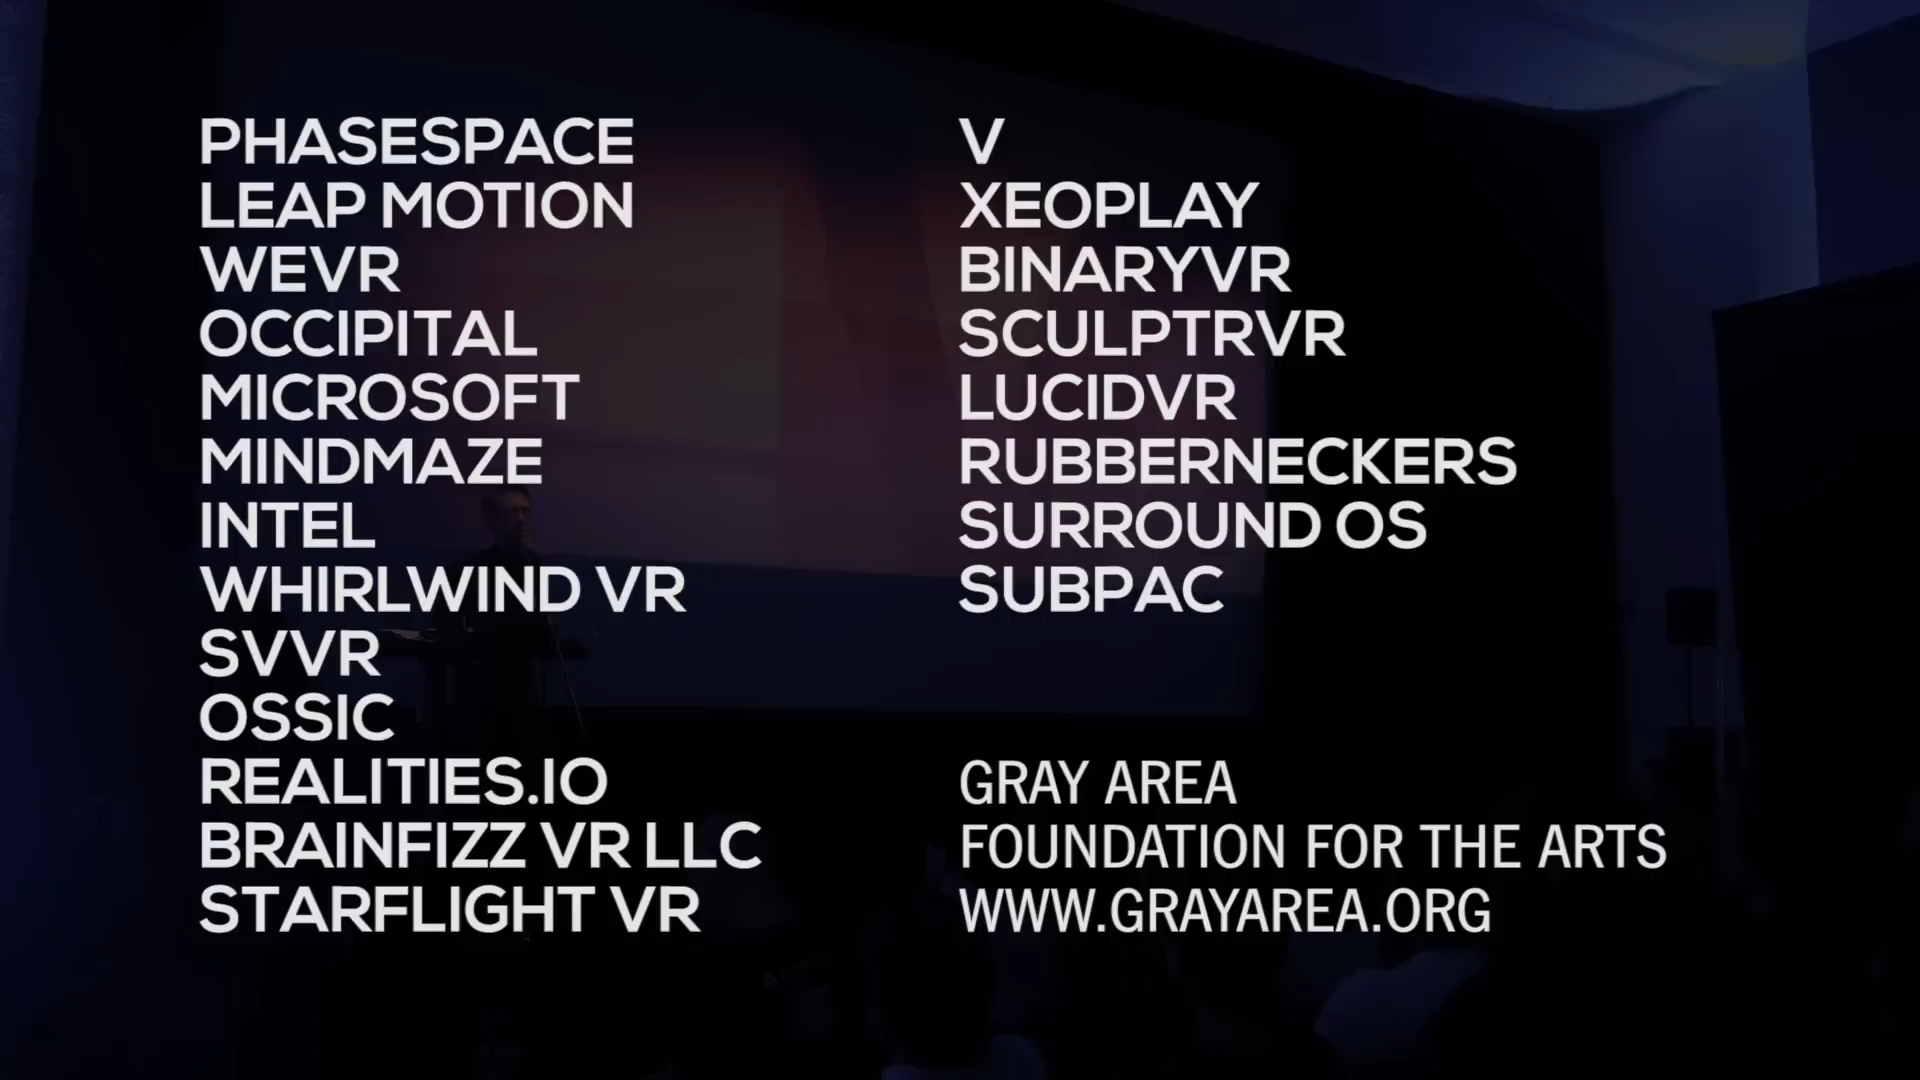 PHASESPACE
LEAP MOTION
WEVR
OCCIPITAL
MICROSOFT
MINDMAZE
INTEL
WHIRLWIND VR
SVVR
OSSIC
REALITIES.IO
BRAINFIZZ VR LLC
STARFLIGHT VR
V
XEOPLAY
BINARYVR
SCULPTRVR
LUCIDVR
RUBBERNECKERS
SURROUND OS
SUBPAC
GRAY AREA
FOUNDATION FOR THE ARTS
WWW.GRAYAREA.ORG